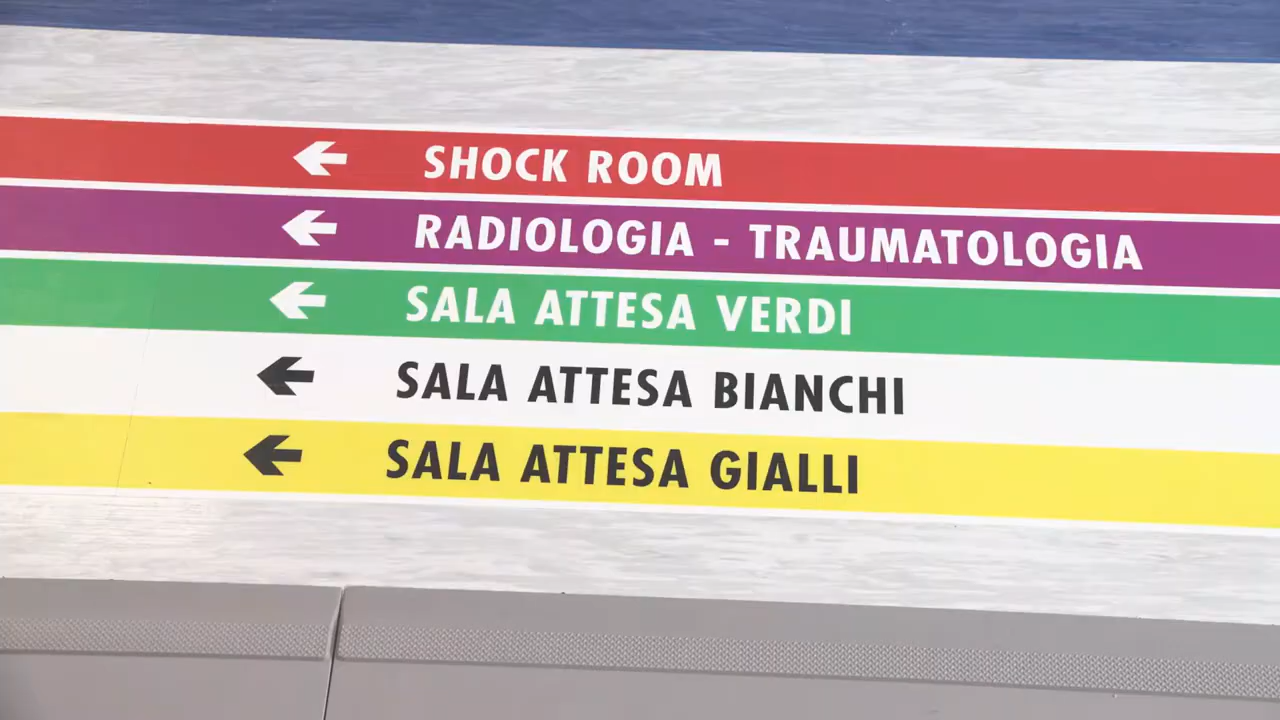 SHOCK ROOM
RADIOLOGIA - TRAUMATOLOGIA
SALA ATTESA VERDI
SALA ATTESA BIANCHI
SALA ATTESA GIALLI